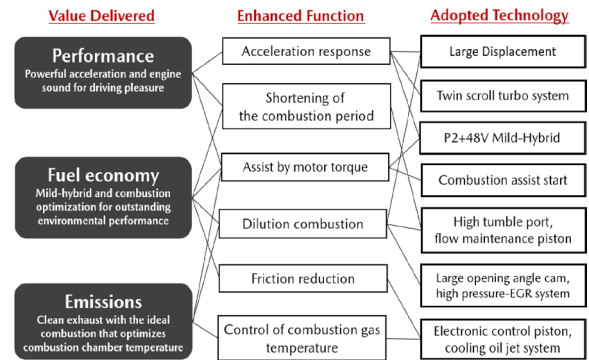 Value Delivered
Enhanced Function
Adopted Technology
Performance
Powerful acceleration and engine
sound for driving pleasure
Fuel economy
Mild-hybrid and combustion
optimization for outstanding
environmental performance
Emissions
Clean exhaust with the ideal
combustion that optimizes
combustion chamber temperature
Acceleration response
Shortening of
the combustion period
Assist by motor torque
Dilution combustion
Friction reduction
Control of combustion gas
temperature
Large Displacement
Twin scroll turbo system
P2+48V Mild-Hybrid
Combustion assist start
High tumble port,
flow maintenance piston
Large opening angle cam,
high pressure-EGR system
Electronic control piston,
cooling oil jet system